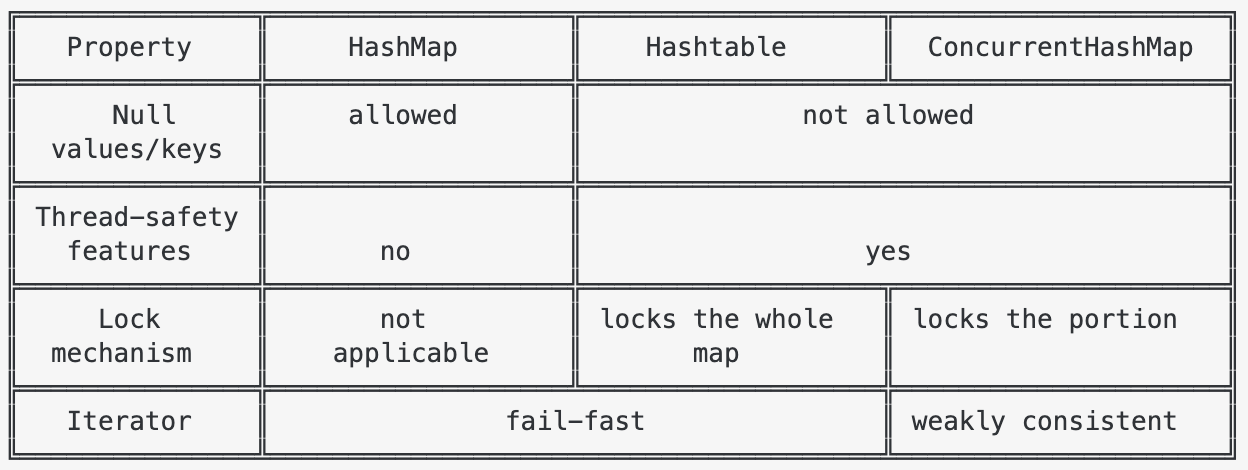 Property HashMap Hashtable ConcurrentHashMap
Null allowed not allowed
values/keys
Thread-safety
features no yes
Lock not locks the whole locks the portion
mechanism applicable map
Iterator fail-fast weakly consistent